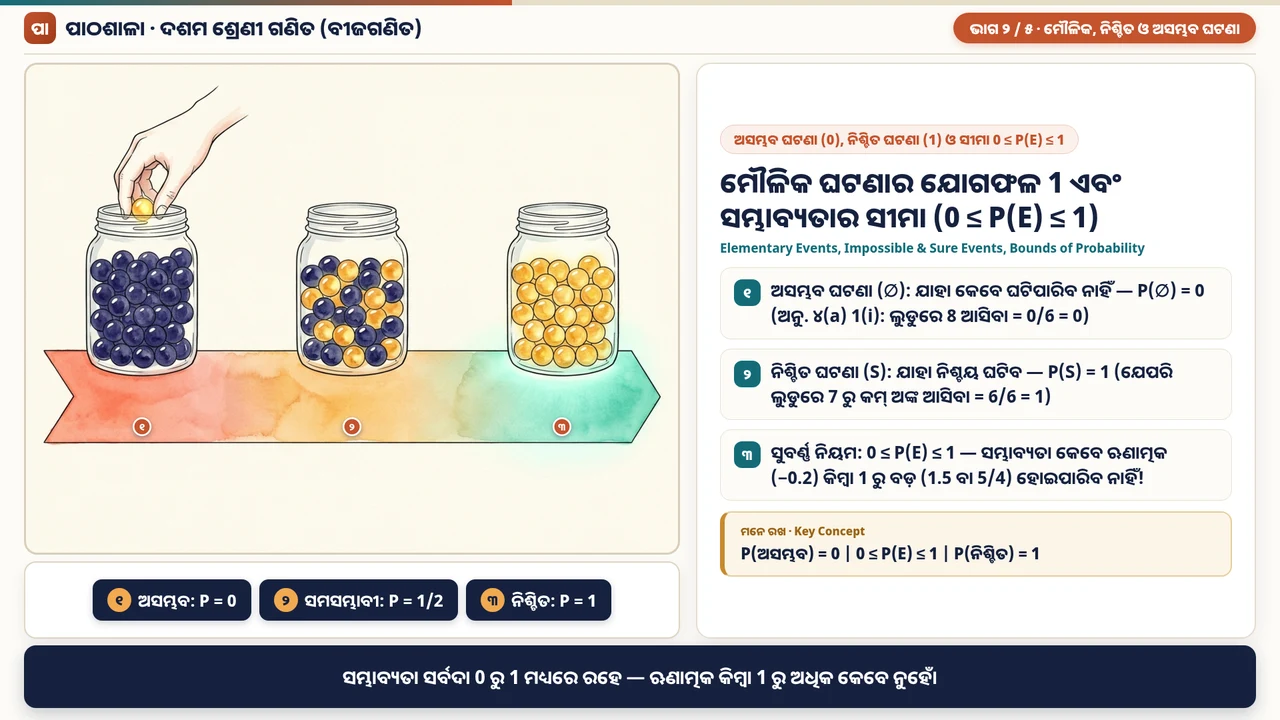 ପା ପାଠଶାଳା · ଦଶମ ଶ୍ରେଣୀ ଗଣିତ (ବୀଜଗଣିତ)
ଭାଗ ୨ / ୫ · ମୌଳିକ, ନିଶ୍ଚିତ ଓ ଅସମ୍ଭବ ଘଟଣା
୧
୨
୩
୧ ଅସମ୍ଭବ: P = 0
୨ ସମସମ୍ଭାବୀ: P = 1/2
୩ ନିଶ୍ଚିତ: P = 1
ଅସମ୍ଭବ ଘଟଣା (0), ନିଶ୍ଚିତ ଘଟଣା (1) ଓ ସୀମା 0 ≤ P(E) ≤ 1
ମୌଳିକ ଘଟଣାର ଯୋଗଫଳ 1 ଏବଂ
ସମ୍ଭାବ୍ୟତାର ସୀମା (0 ≤ P(E) ≤ 1)
Elementary Events, Impossible & Sure Events, Bounds of Probability
୧ ଅସମ୍ଭବ ଘଟଣା (∅): ଯାହା କେବେ ଘଟିପାରିବ ନାହିଁ — P(∅) = 0
(ଅନୁ. ୪(a) 1(i): ଲୁଡୁରେ 8 ଆସିବା = 0/6 = 0)
୨ ନିଶ୍ଚିତ ଘଟଣା (S): ଯାହା ନିଶ୍ଚୟ ଘଟିବ — P(S) = 1 (ଯେପରି
ଲୁଡୁରେ 7 ରୁ କମ୍ ଅଙ୍କ ଆସିବା = 6/6 = 1)
୩ ସୁବର୍ଣ୍ଣ ନିୟମ: 0 ≤ P(E) ≤ 1 — ସମ୍ଭାବ୍ୟତା କେବେ ଋଣାତ୍ମକ
(−0.2) କିମ୍ବା 1 ରୁ ବଡ଼ (1.5 ବା 5/4) ହୋଇପାରିବ ନାହିଁ!
ମନେ ରଖ · Key Concept
P(ଅସମ୍ଭବ) = 0 | 0 ≤ P(E) ≤ 1 | P(ନିଶ୍ଚିତ) = 1
ସମ୍ଭାବ୍ୟତା ସର୍ବଦା 0 ରୁ 1 ମଧ୍ୟରେ ରହେ — ଋଣାତ୍ମକ କିମ୍ବା 1 ରୁ ଅଧିକ କେବେ ନୁହେଁ।